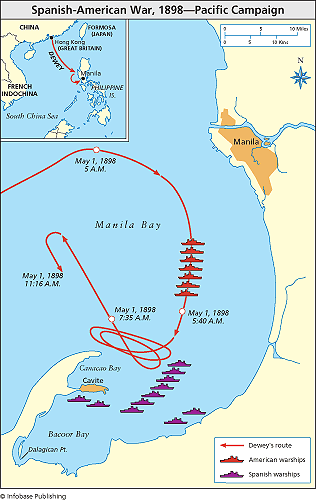 Spanish-American War, 1898—Pacific Campaign
CHINA
FORMOSA
(JAPAN)
Hong Kong
(GREAT BRITAIN)
DEWEY
Manila
PHILIPPINE
IS.
FRENCH
INDOCHINA
South China Sea
0 5 10 Miles
0 5 10 Kms
N
Manila
May 1, 1898
5 A.M.
Manila Bay
May 1, 1898
11:16 A.M.
May 1, 1898
7:35 A.M.
May 1, 1898
5:40 A.M.
Canacao Bay
Cavite
Bacoor Bay
Dalagican Pt.
Dewey's route
American warships
Spanish warships
© Infobase Publishing